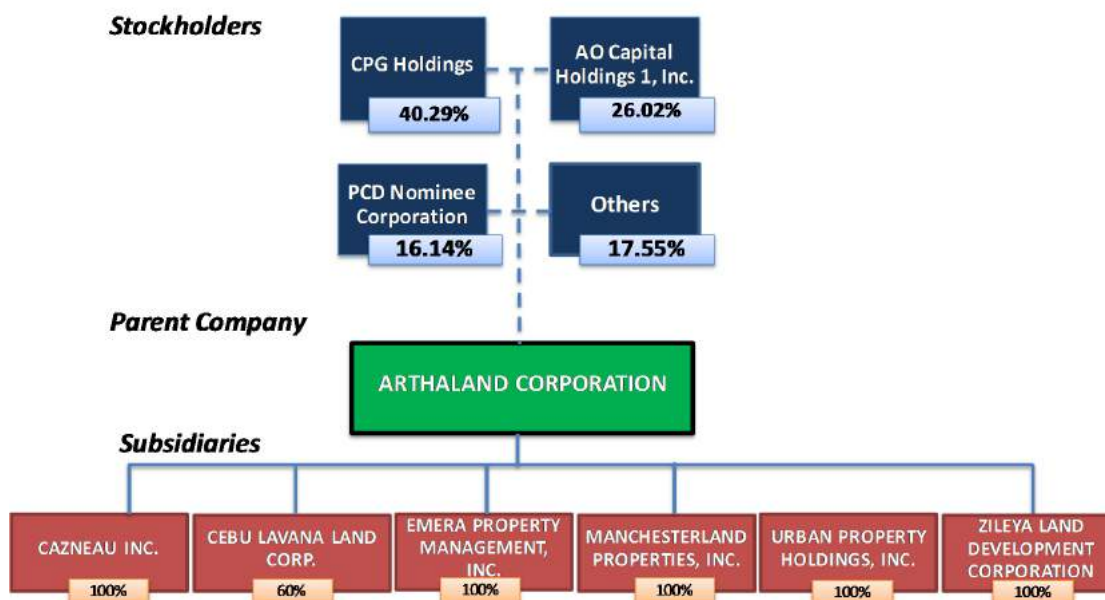 Stockholders
CPG Holdings
40.29%
AO Capital
Holdings 1, Inc.
26.02%
PCD Nominee
Corporation
16.14%
Others
17.55%
Parent Company
ARTHALAND CORPORATION
Subsidiaries
CAZNEAU INC.
100%
CEBU LAVANA LAND
CORP.
60%
EMERA PROPERTY
MANAGEMENT,
INC.
100%
MANCHESTERLAND
PROPERTIES, INC.
100%
URBAN PROPERTY
HOLDINGS, INC.
100%
ZILEYA LAND
DEVELOPMENT
CORPORATION
100%